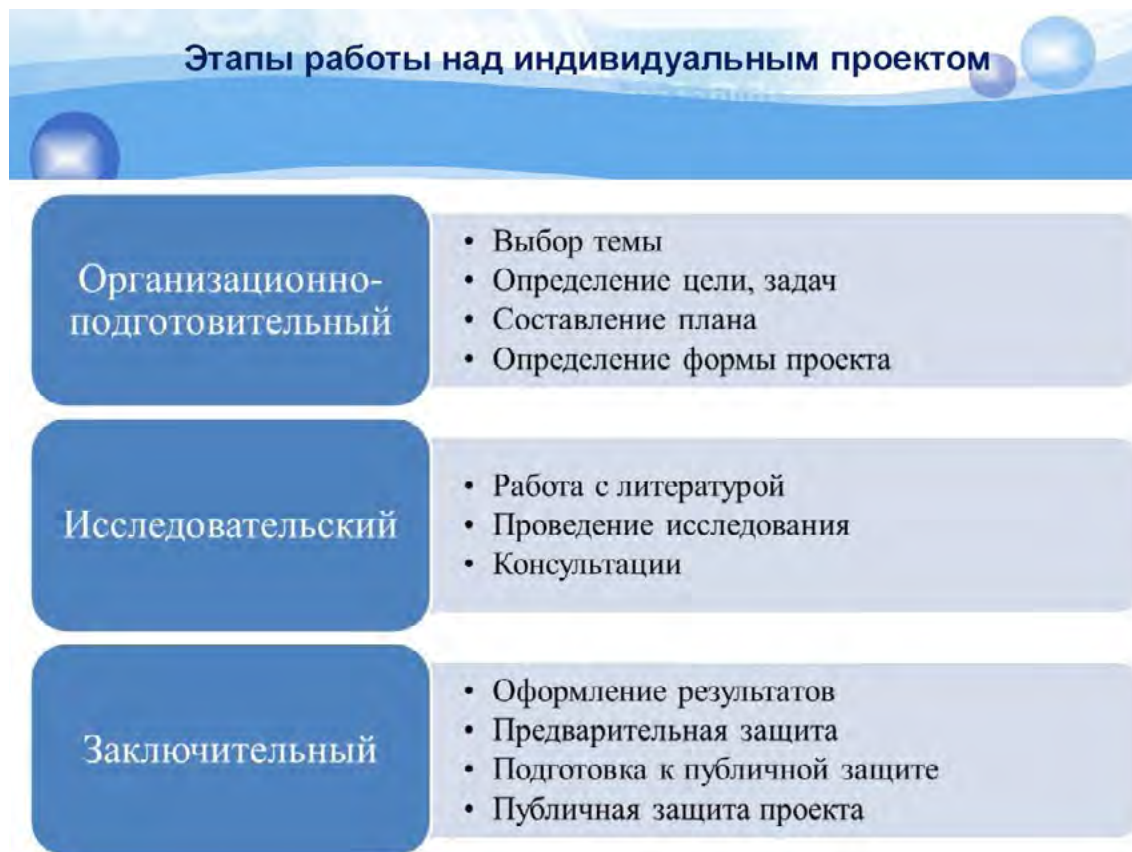 Этапы работы над индивидуальным проектом
Организационно-
подготовительный
• Выбор темы
• Определение цели, задач
• Составление плана
• Определение формы проекта
Исследовательский
• Работа с литературой
• Проведение исследования
• Консультации
Заключительный
• Оформление результатов
• Предварительная защита
• Подготовка к публичной защите
• Публичная защита проекта